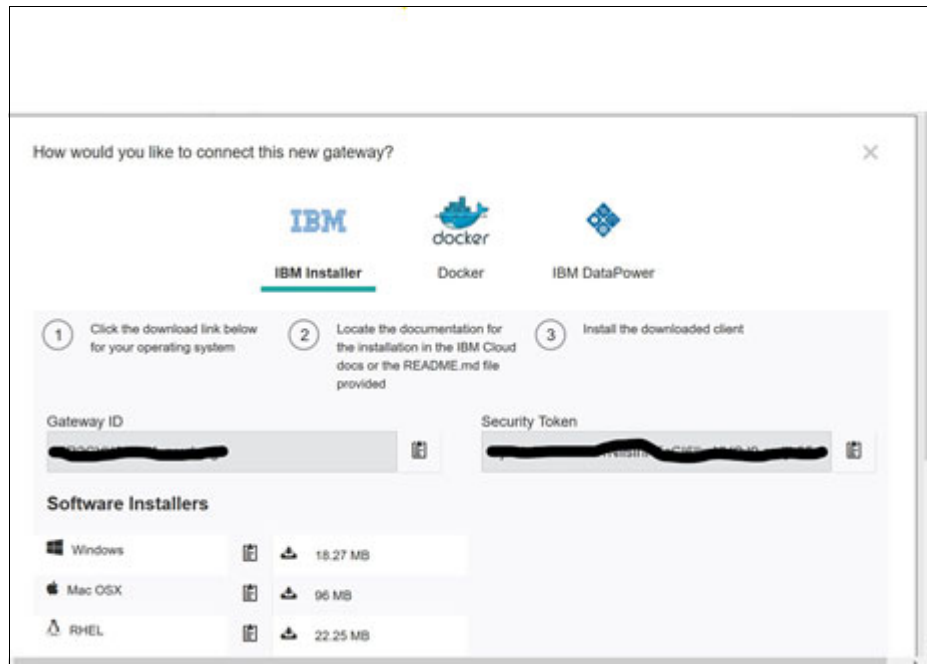 How would you like to connect this new gateway?
IBM
docker
IBM Installer
Docker
IBM DataPower
1
Click the download link below
for your operating system
2
Locate the documentation for
the installation in the IBM Cloud
docs or the README.md file
provided
3
Install the downloaded client
Gateway ID
Security Token
Software Installers
Windows
18.27 MB
Mac OSX
96 MB
RHEL
22.25 MB